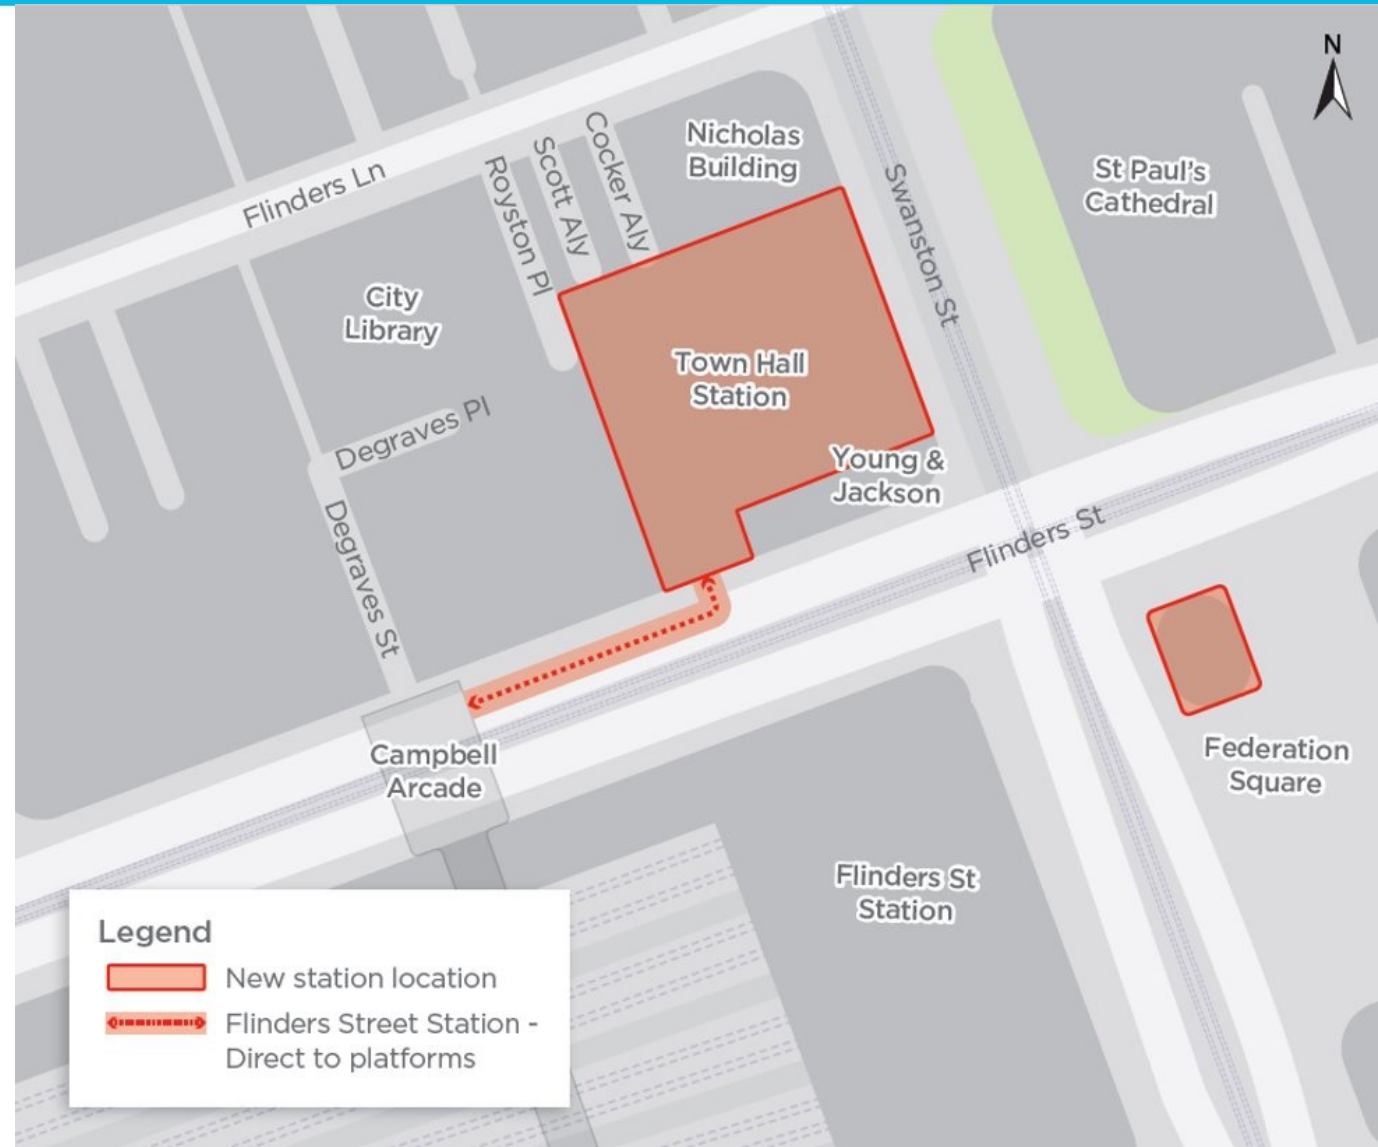 N
Nicholas
Building
St Paul's
Cathedral
Cocker Aly
Scott Aly
Royston Pl
Flinders Ln
Swanston St
City
Library
Town Hall
Station
Degraves Pl
Young &
Jackson
Degraves St
Flinders St
Campbell
Arcade
Federation
Square
Flinders St
Station
Legend
New station location
Flinders Street Station -
Direct to platforms